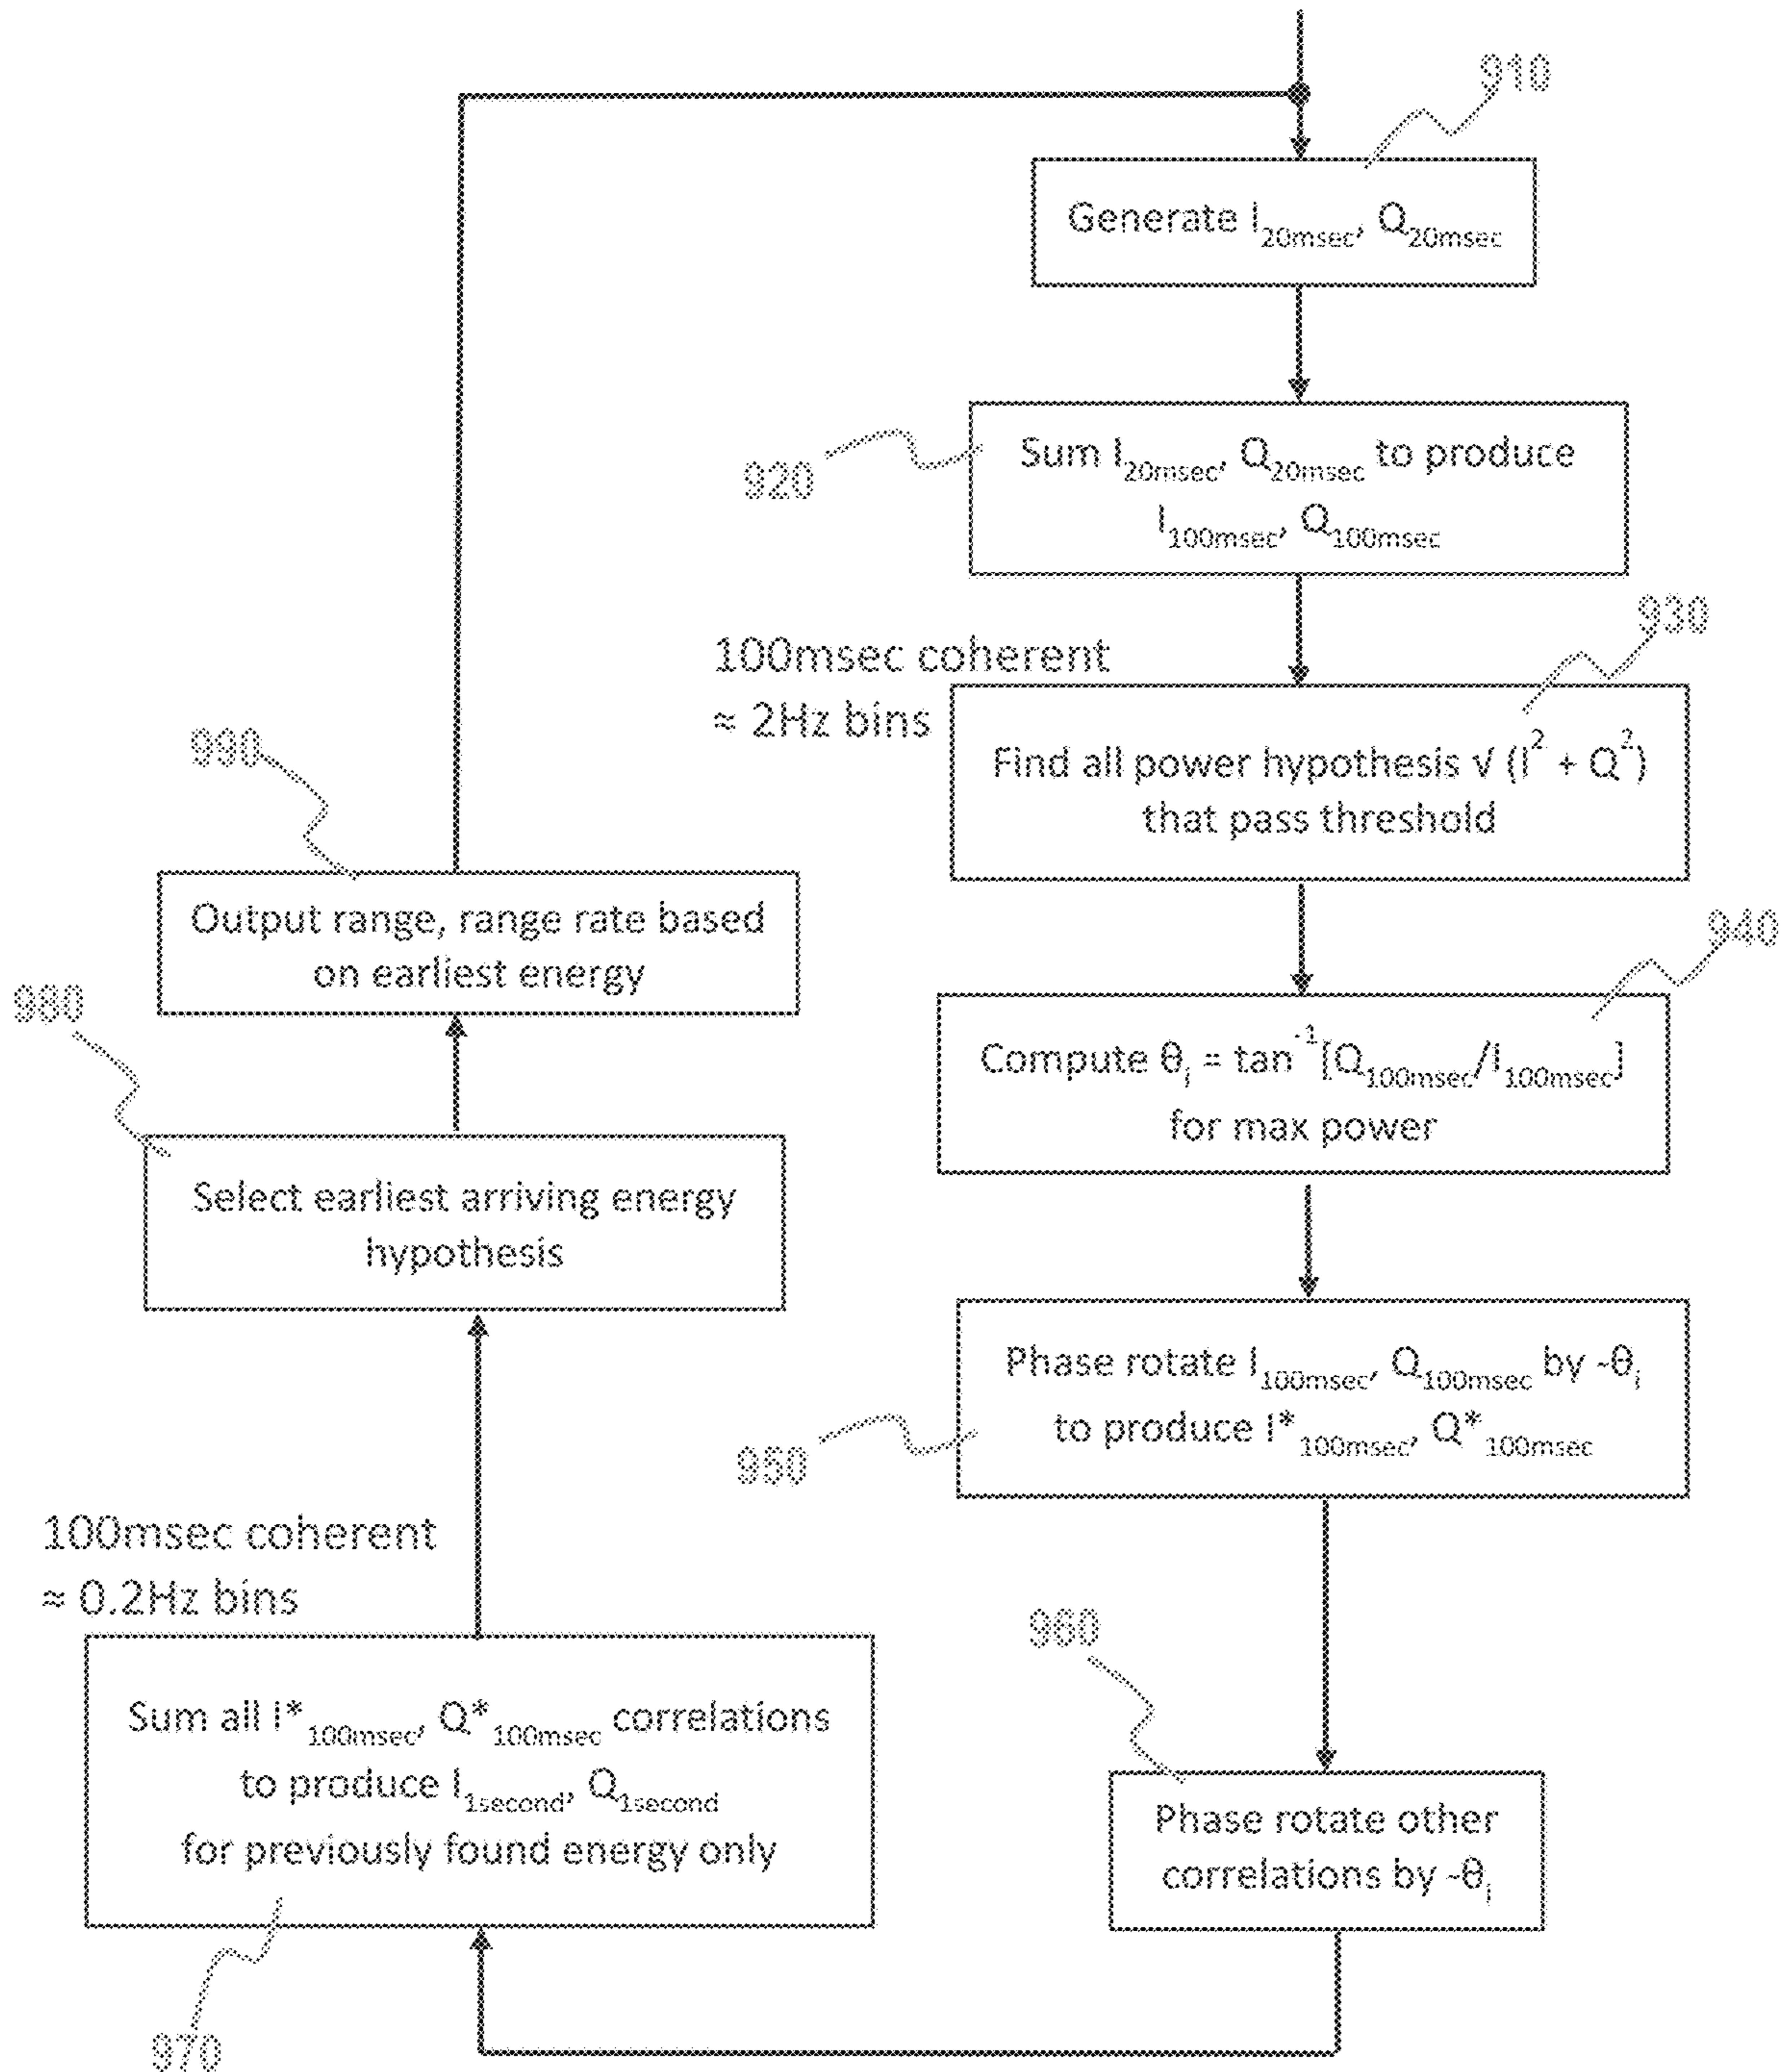 910
Generate I20msec, Q20msec
920
Sum I20msec, Q20msec to produce
I100msec, Q100msec
100msec coherent
≈ 2Hz bins
930
Find all power hypothesis √ (I² + Q²)
that pass threshold
940
Compute θi = tan⁻¹[Q100msec/I100msec]
for max power
950
Phase rotate I100msec, Q100msec by -θi
to produce I*100msec, Q*100msec
960
Phase rotate other
correlations by -θi
970
Sum all I*100msec, Q*100msec correlations
to produce I1second, Q1second
for previously found energy only
100msec coherent
≈ 0.2Hz bins
980
Select earliest arriving energy
hypothesis
990
Output range, range rate based
on earliest energy